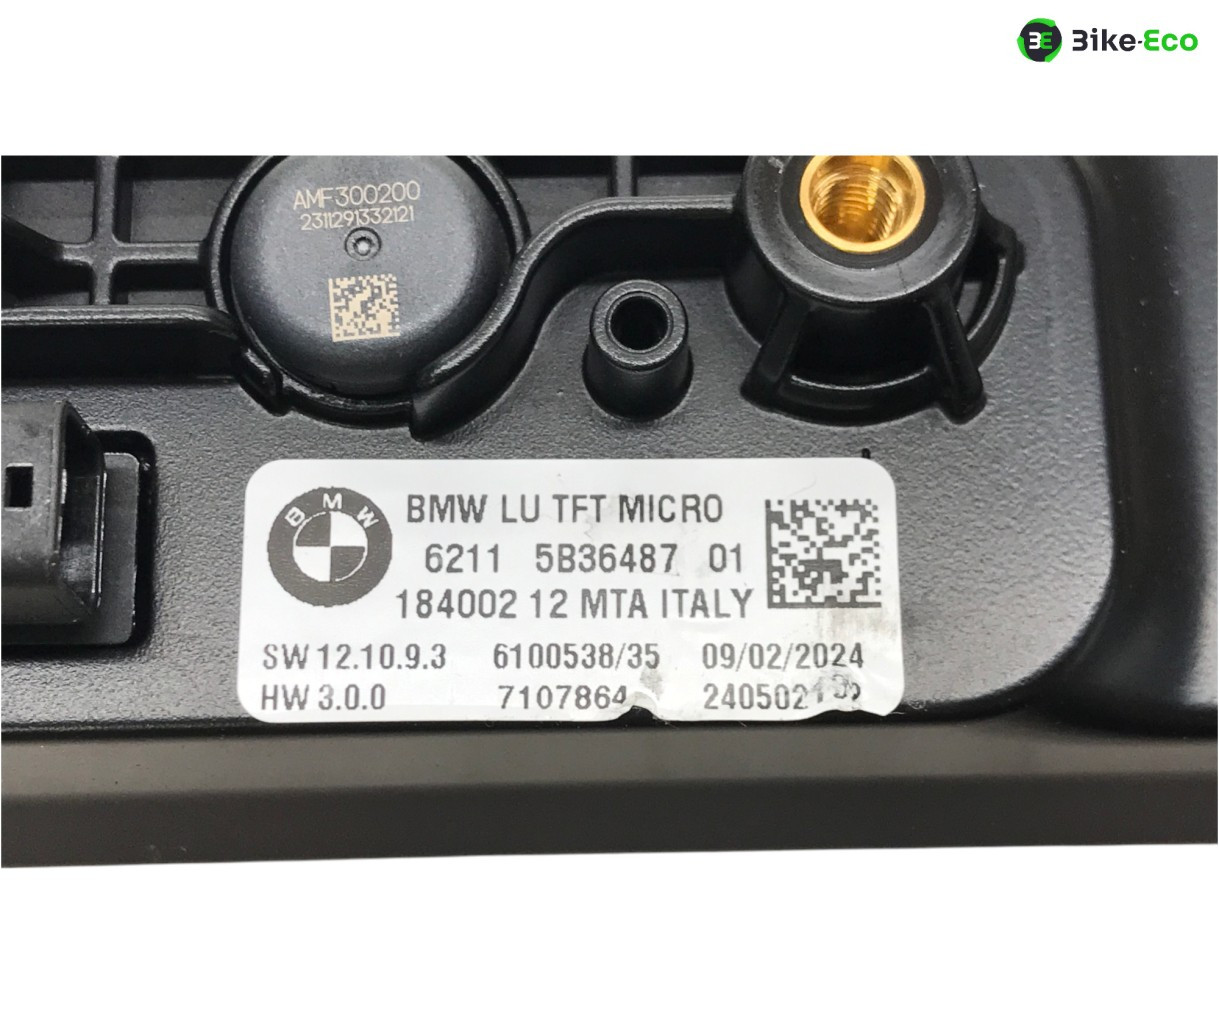 BE Bike-Eco
AMF300200
2311291332121
BMW
BMW LU TFT MICRO
6211 5B36487 01
184002 12 MTA ITALY
SW 12.10.9.3 6100538/35 09/02/2024
HW 3.0.0 7107864